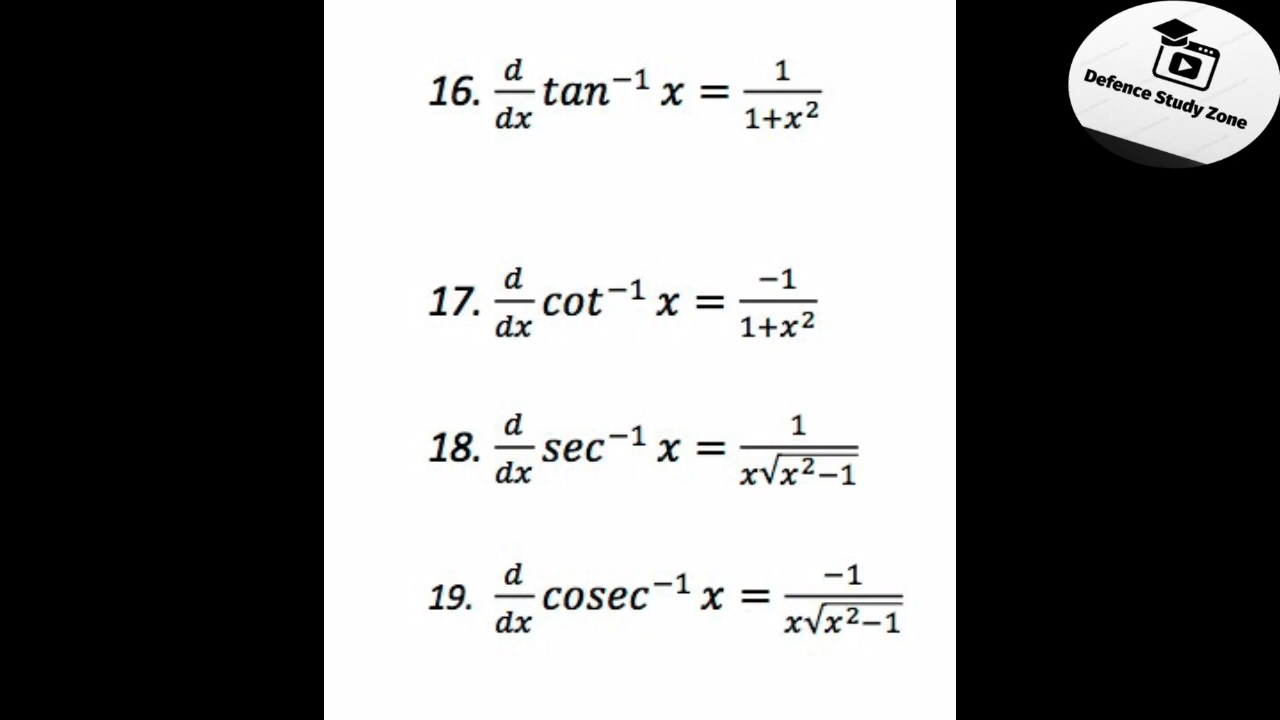 Defence Study Zone
16. d/dx tan⁻¹ x = 1/1+x²
17. d/dx cot⁻¹ x = −1/1+x²
18. d/dx sec⁻¹ x = 1/x√x²−1
19. d/dx cosec⁻¹ x = −1/x√x²−1